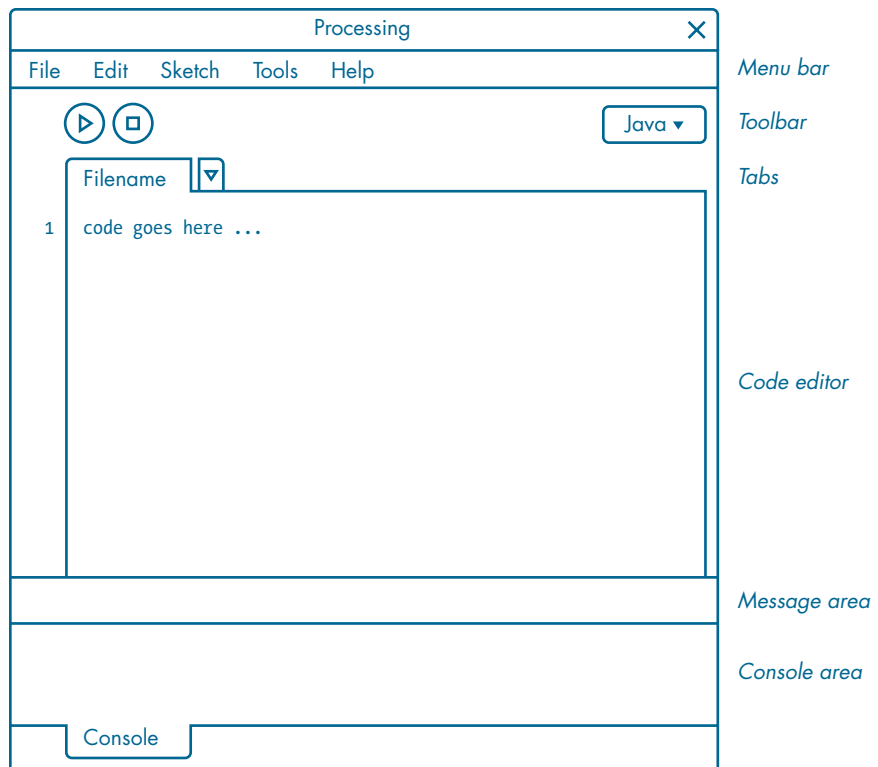 Processing
File Edit Sketch Tools Help
Menu bar
Java
Toolbar
Filename
Tabs
1 code goes here ...
Code editor
Message area
Console area
Console